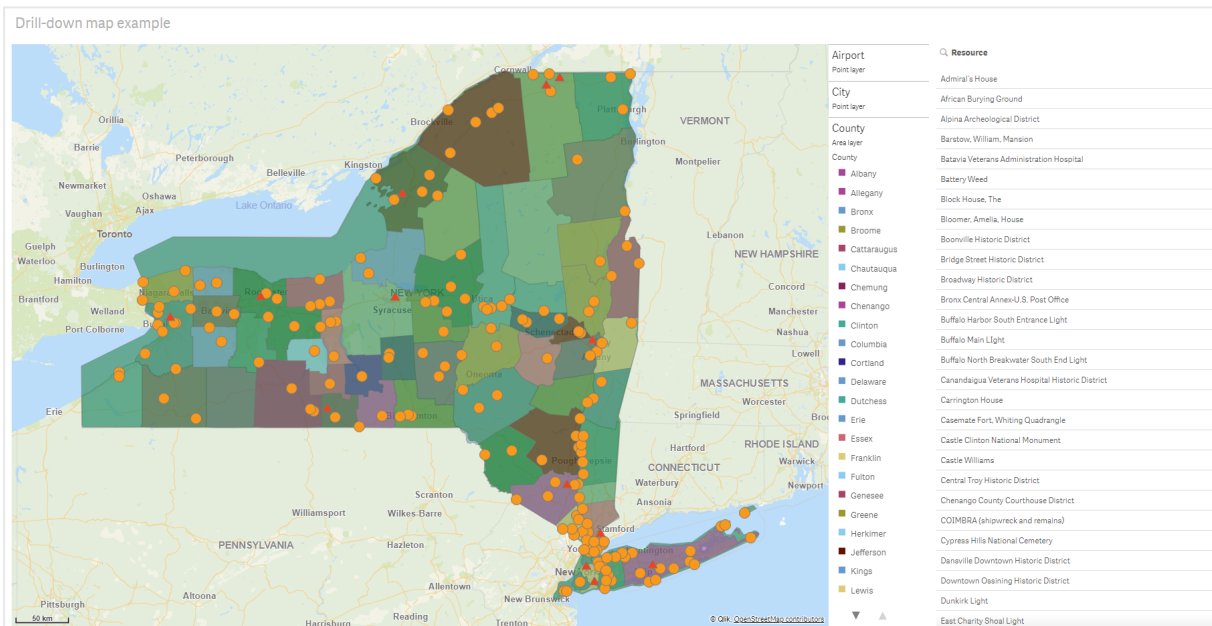 Drill-down map example
Cornwall
Orillia
Brockville
VERMONT
Burlington
Barrie
Peterborough
Montpelier
Belleville
Kingston
Newmarket
Oshawa
Vaughan
Ajax
Lake Ontario
Toronto
Lebanon
Guelph
Waterloo
NEW HAMPSHIRE
Burlington
Hamilton
Concord
Brantford
NEW YORK
Utica
Welland
Syracuse
Manchester
Port Colborne
Schenectady
Nashua
Lowell
Oneonta
MASSACHUSETTS
Worcester
Erie
Springfield
RHODE ISLAND
Hartford
Poughkeepsie
Warwick
CONNECTICUT
Waterbury
Newport
Scranton
Ansonia
Williamsport
Wilkes-Barre
Stamford
PENNSYLVANIA
Hazleton
Allentown
Altoona
New Brunswick
Pittsburgh
Reading
Harrisburg
Trenton
50 km
© Qlik, OpenStreetMap contributors
Airport
Point layer
City
Point layer
County
Area layer
County
Albany
Allegany
Bronx
Broome
Cattaraugus
Chautauqua
Chemung
Chenango
Clinton
Columbia
Cortland
Delaware
Dutchess
Erie
Essex
Franklin
Fulton
Genesee
Greene
Herkimer
Jefferson
Kings
Lewis
Resource
Admiral's House
African Burying Ground
Alpina Archeological District
Barstow, William, Mansion
Batavia Veterans Administration Hospital
Battery Weed
Block House, The
Bloomer, Amelia, House
Boonville Historic District
Bridge Street Historic District
Broadway Historic District
Bronx Central Annex-U.S. Post Office
Buffalo Harbor South Entrance Light
Buffalo Main LIght
Buffalo North Breakwater South End Light
Canandaigua Veterans Hospital Historic District
Carrington House
Casemate Fort, Whiting Quadrangle
Castle Clinton National Monument
Castle Williams
Central Troy Historic District
Chenango County Courthouse District
COIMBRA (shipwreck and remains)
Cypress Hills National Cemetery
Dansville Downtown Historic District
Downtown Ossining Historic District
Dunkirk Light
East Charity Shoal Light